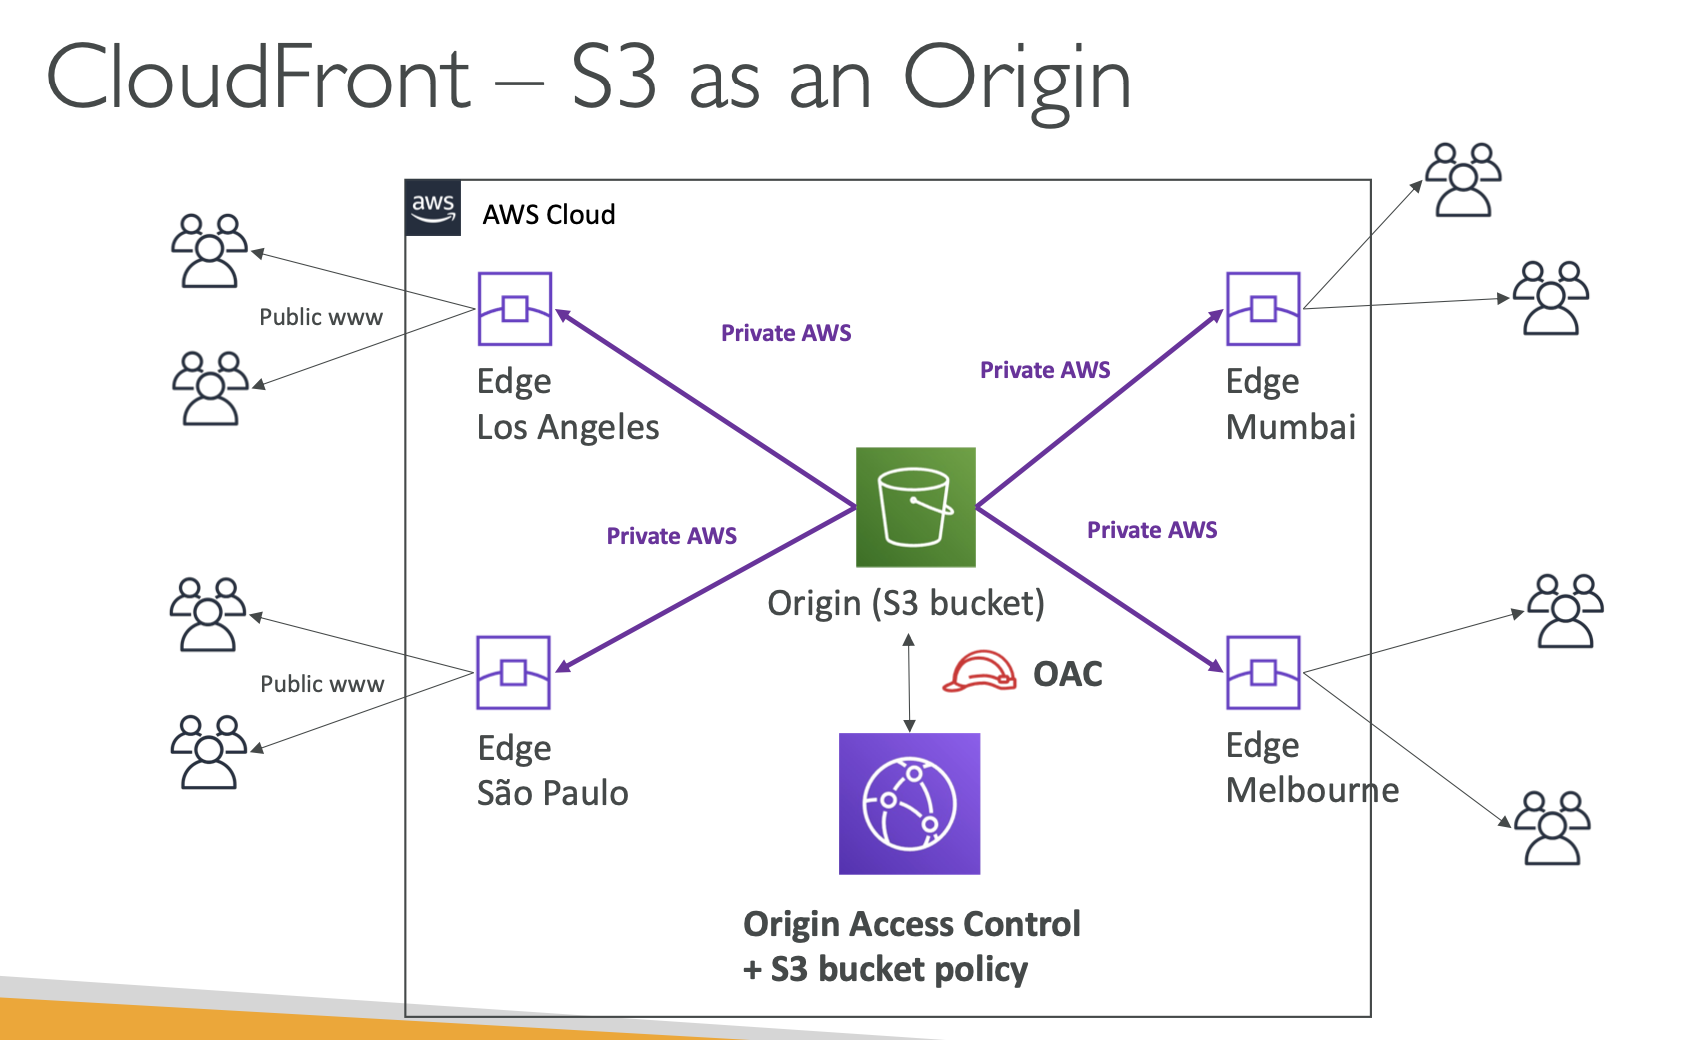 CloudFront – S3 as an Origin
aws
AWS Cloud
Public www
Edge
Los Angeles
Private AWS
Private AWS
Edge
Mumbai
Private AWS
Private AWS
Origin (S3 bucket)
OAC
Public www
Edge
São Paulo
Edge
Melbourne
Origin Access Control
+ S3 bucket policy